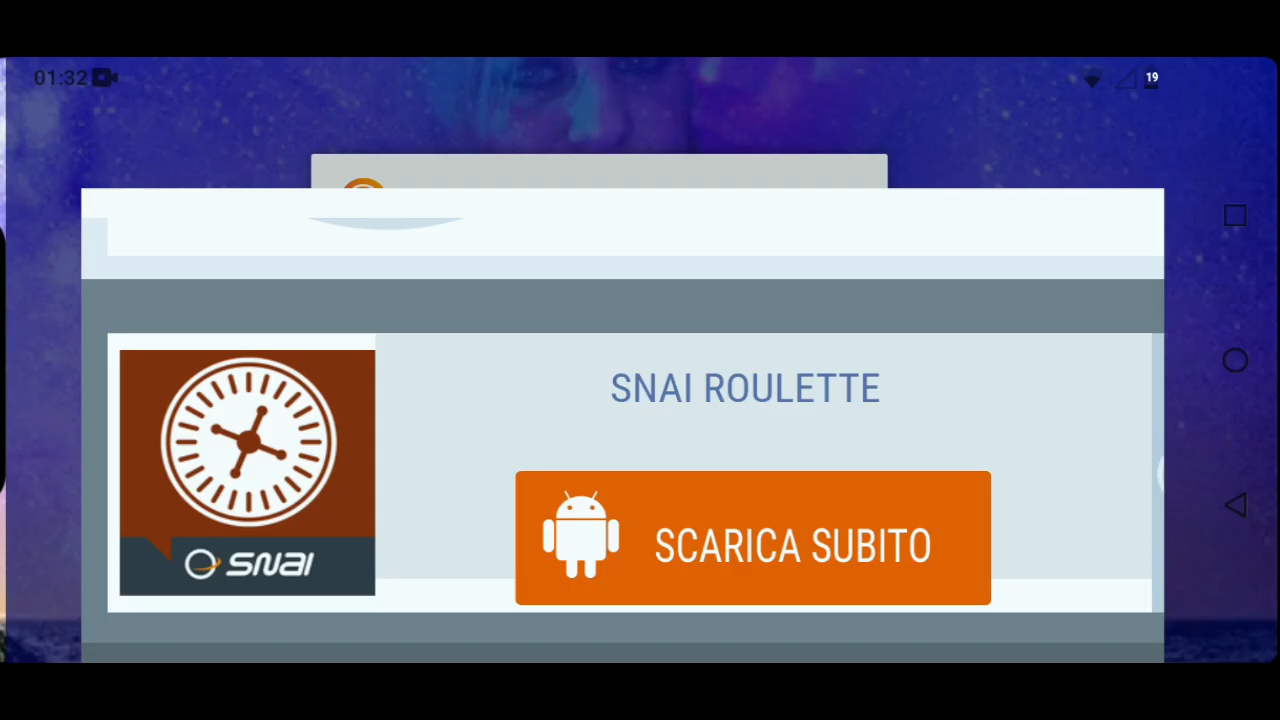 01:32
19
SNAI ROULETTE
SCARICA SUBITO
SNAI